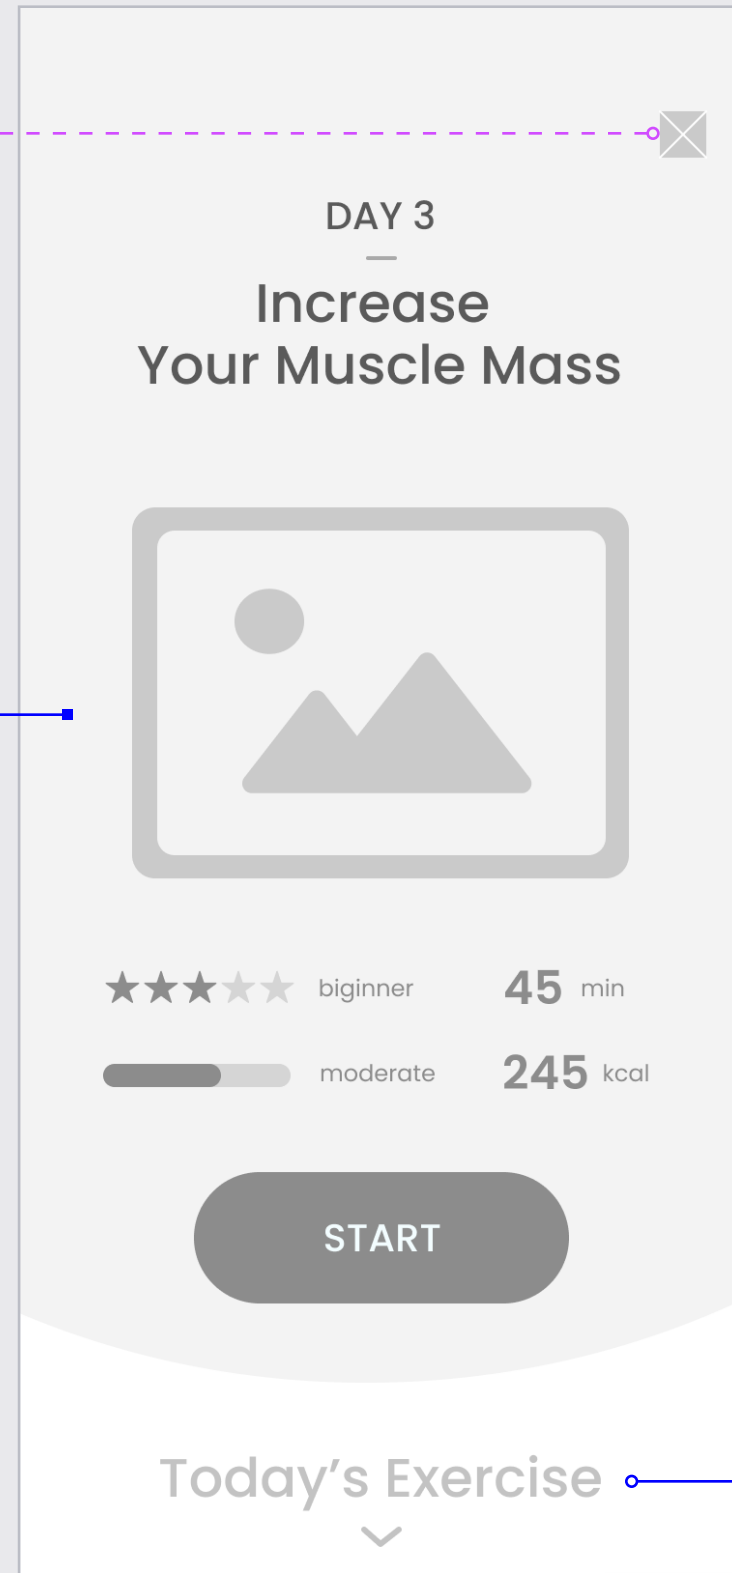 DAY 3
Increase
Your Muscle Mass
biginner
45 min
moderate
245 kcal
START
Today's Exercise